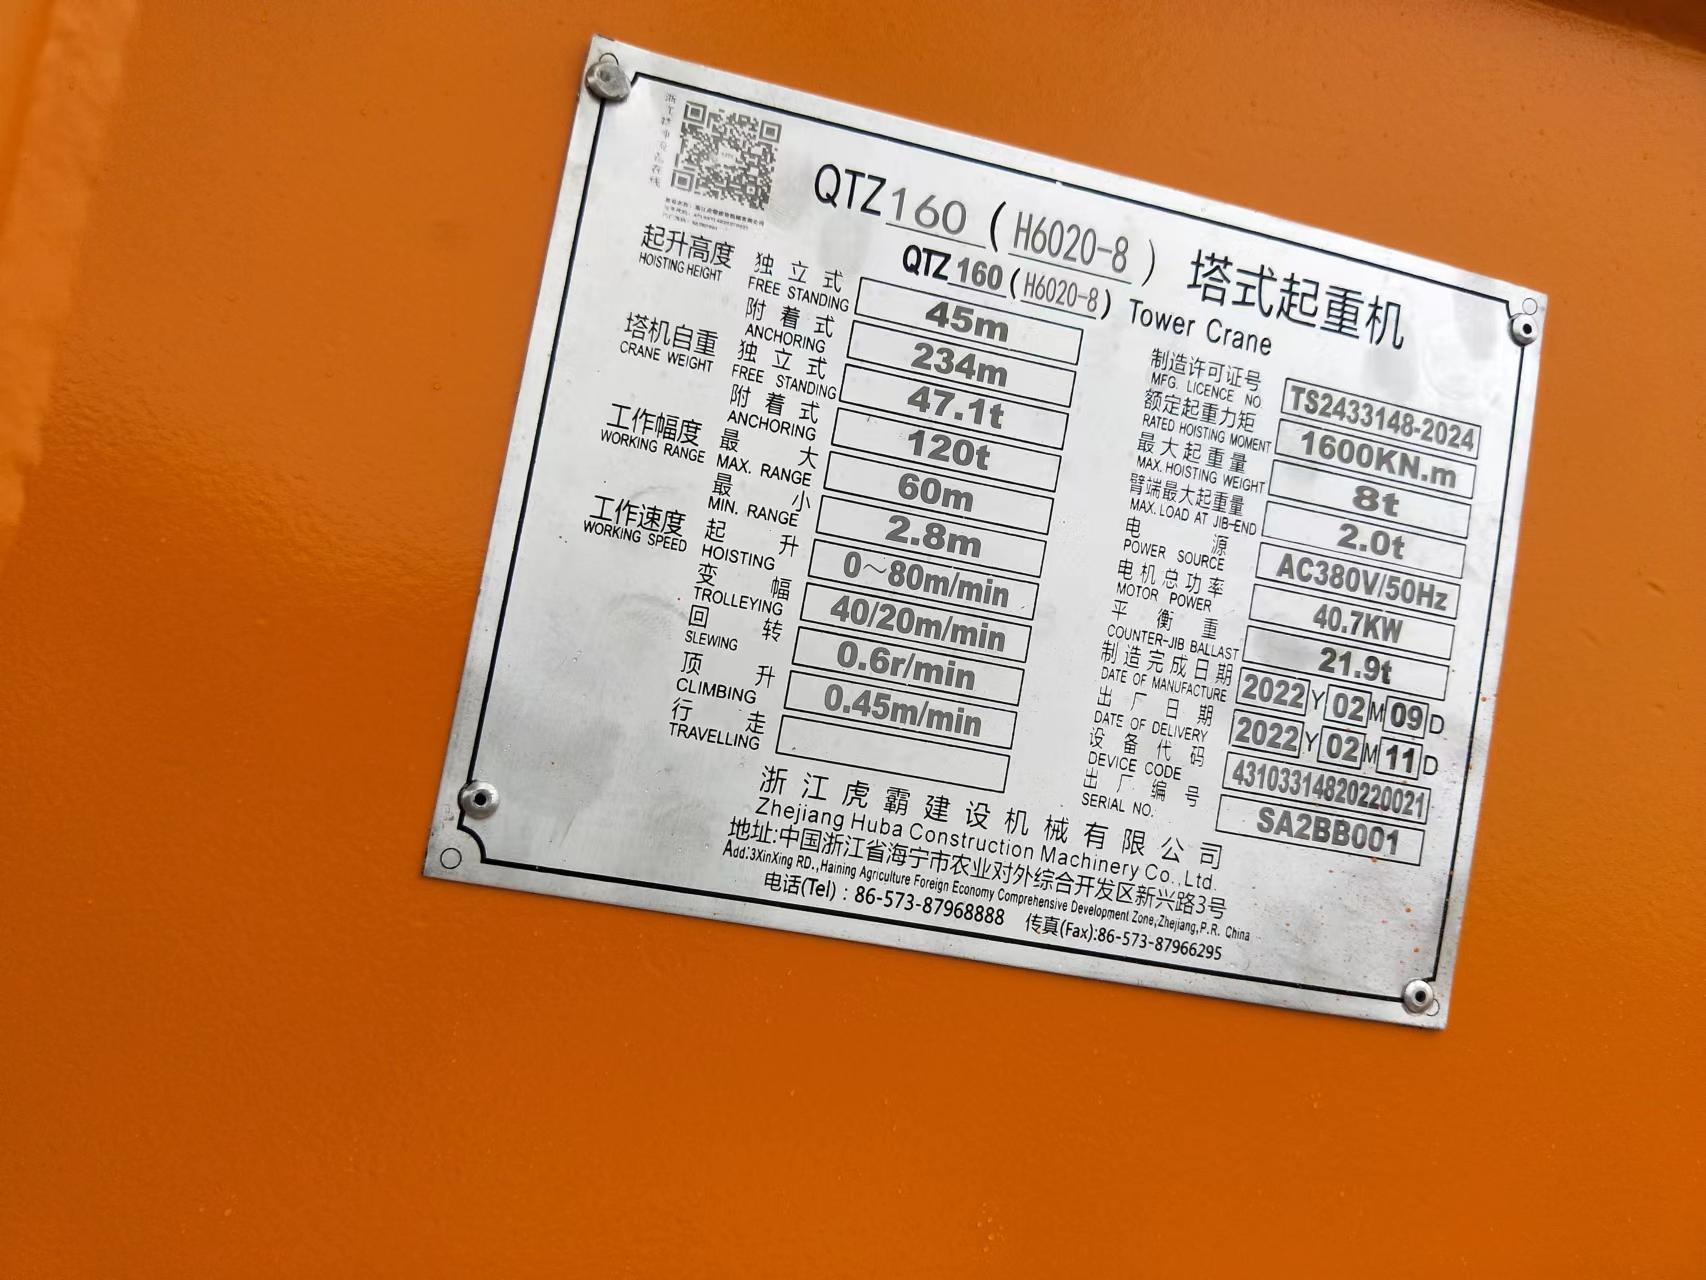 浙江特种设备在线
QTZ160(H6020-8)塔式起重机
QTZ160(H6020-8) Tower Crane
起升高度 独立式 45m
HOISTING HEIGHT FREE STANDING
附着式 234m
ANCHORING
塔机自重 独立式 47.1t
CRANE WEIGHT FREE STANDING
附着式 120t
ANCHORING
工作幅度 最大 60m
WORKING RANGE MAX. RANGE
最小 2.8m
MIN. RANGE
工作速度 起升 0~80m/min
WORKING SPEED HOISTING
变幅 40/20m/min
TROLLEYING
回转 0.6r/min
SLEWING
顶升 0.45m/min
CLIMBING
行走
TRAVELLING
制造许可证号 TS2433148-2024
MFG. LICENCE NO.
额定起重力矩 1600KN.m
RATED HOISTING MOMENT
最大起重量 8t
MAX. HOISTING WEIGHT
臂端最大起重量 2.0t
MAX. LOAD AT JIB-END
电源 AC380V/50Hz
POWER SOURCE
电机总功率 40.7KW
MOTOR POWER
平衡重 21.9t
COUNTER-JIB BALLAST
制造完成日期 2022 Y 02 M 09 D
DATE OF MANUFACTURE
出厂日期 2022 Y 02 M 11 D
DATE OF DELIVERY
设备代码 43103314820220021
DEVICE CODE
出厂编号 SA2BB001
SERIAL NO.
浙江虎霸建设机械有限公司
Zhejiang Huba Construction Machinery Co., Ltd.
地址:中国浙江省海宁市农业对外综合开发区新兴路3号
Add:3XinXing RD.,Haining Agriculture Foreign Economy Comprehensive Development Zone,Zhejiang,P.R. China
电话(Tel) : 86-573-87968888 传真(Fax):86-573-87966295